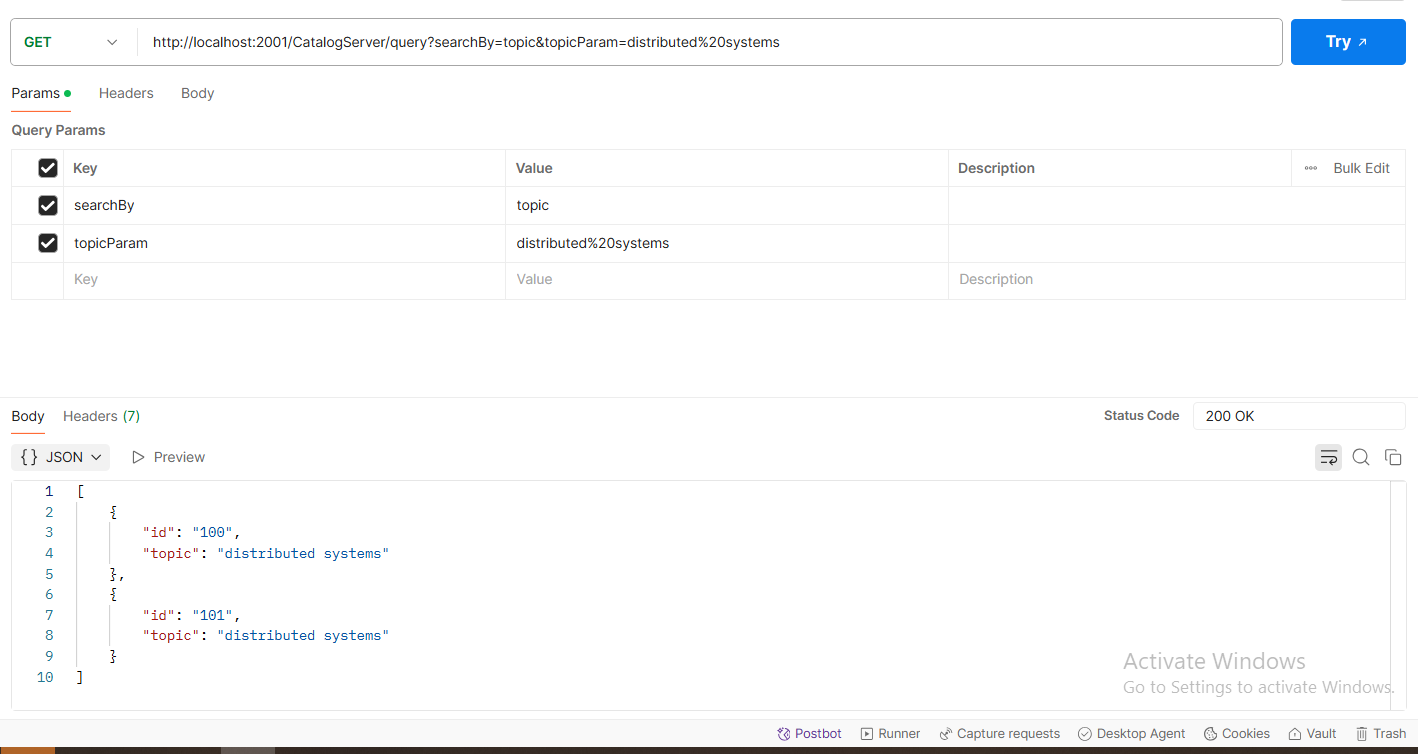 GET http://localhost:2001/CatalogServer/query?searchBy=topic&topicParam=distributed%20systems Try
Params Headers Body
Query Params
Key Value Description Bulk Edit
searchBy topic
topicParam distributed%20systems
Key Value Description
Body Headers (7) Status Code 200 OK
{} JSON Preview
1 [
2 {
3 "id": "100",
4 "topic": "distributed systems"
5 },
6 {
7 "id": "101",
8 "topic": "distributed systems"
9 }
10 ]
Activate Windows
Go to Settings to activate Windows.
Postbot Runner Capture requests Desktop Agent Cookies Vault Trash